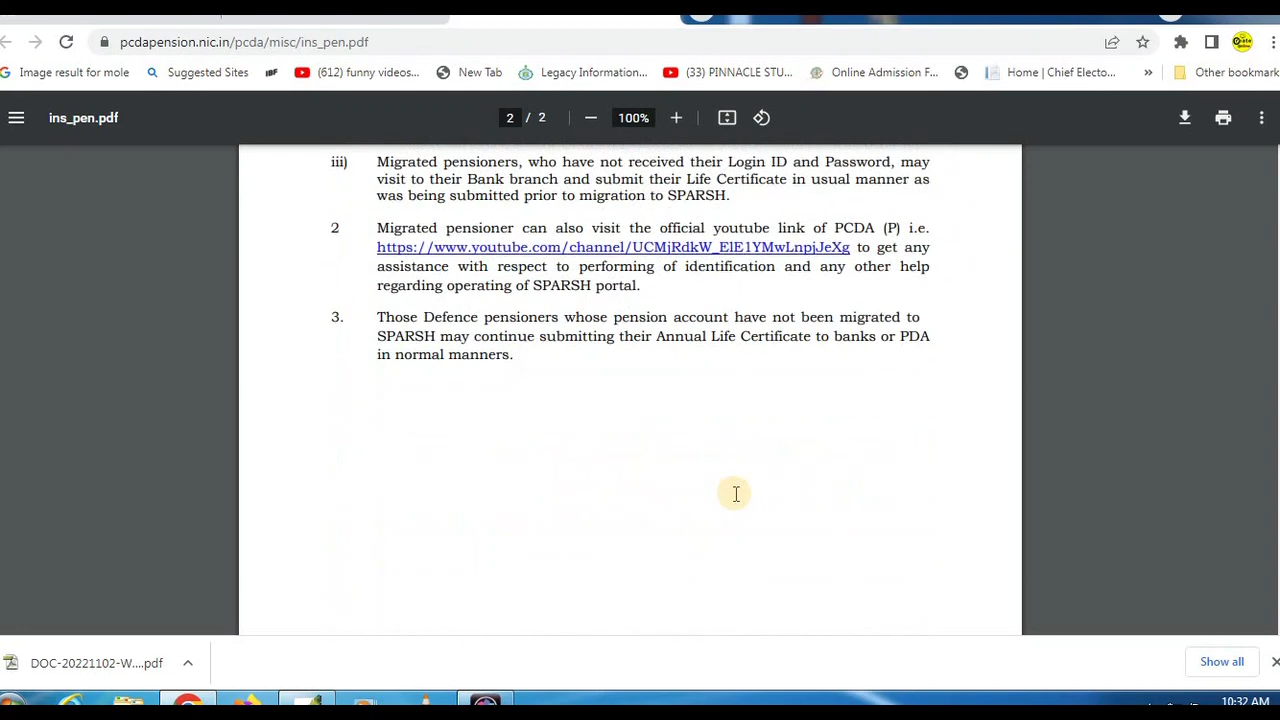 pcdapension.nic.in/pcda/misc/ins_pen.pdf
Image result for mole
Suggested Sites
(612) funny videos...
New Tab
Legacy Information...
(33) PINNACLE STU...
Online Admission F...
Home | Chief Electo...
»
Other bookmark
ins_pen.pdf
2 / 2
100%
iii) Migrated pensioners, who have not received their Login ID and Password, may
visit to their Bank branch and submit their Life Certificate in usual manner as
was being submitted prior to migration to SPARSH.
2 Migrated pensioner can also visit the official youtube link of PCDA (P) i.e.
https://www.youtube.com/channel/UCMjRdkW_ElE1YMwLnpjJeXg to get any
assistance with respect to performing of identification and any other help
regarding operating of SPARSH portal.
3. Those Defence pensioners whose pension account have not been migrated to
SPARSH may continue submitting their Annual Life Certificate to banks or PDA
in normal manners.
DOC-20221102-W....pdf
Show all
10:32 AM